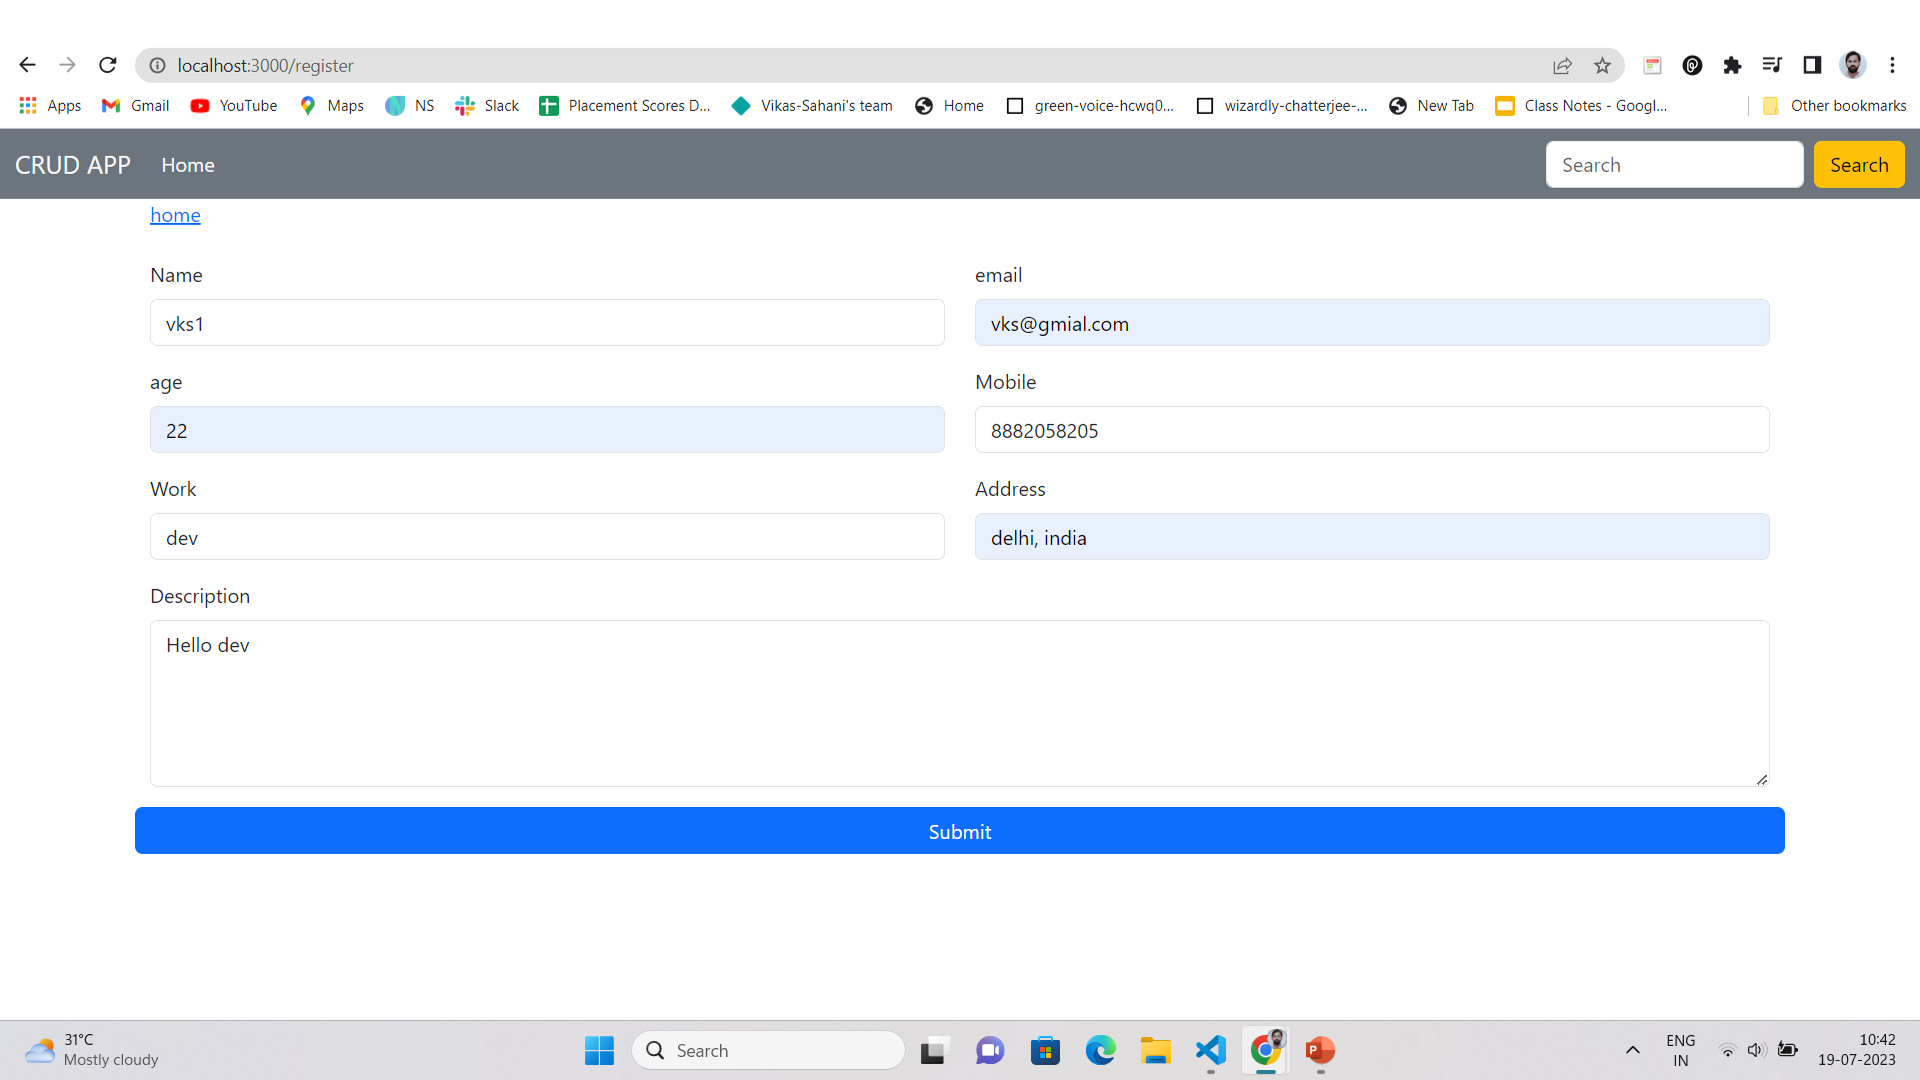 localhost:3000/register
Apps Gmail YouTube Maps NS Slack Placement Scores D... Vikas-Sahani's team Home green-voice-hcwq0... wizardly-chatterjee-... New Tab Class Notes - Googl... Other bookmarks
CRUD APP Home Search Search
home
Name email
vks1 vks@gmial.com
age Mobile
22 8882058205
Work Address
dev delhi, india
Description
Hello dev
Submit
31°C
Mostly cloudy
Search
ENG
IN
10:42
19-07-2023